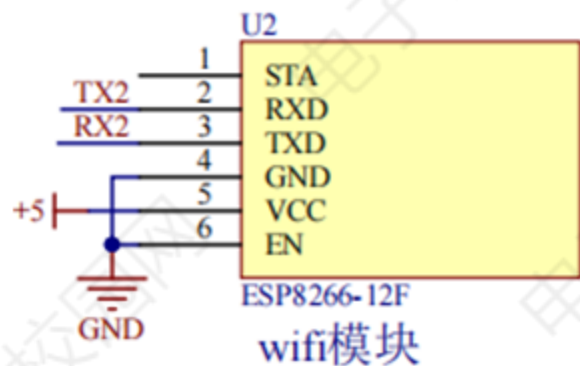 U2
1 STA
TX2 2 RXD
RX2 3 TXD
4 GND
+5 5 VCC
6 EN
GND
ESP8266-12F
wifi模块